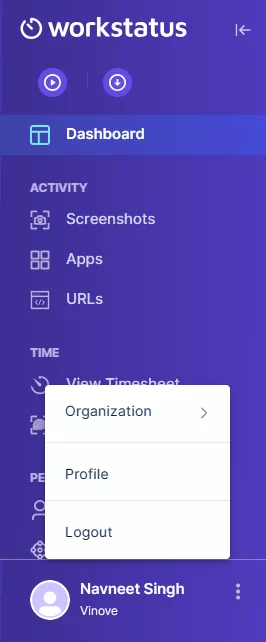 workstatus
Dashboard
ACTIVITY
Screenshots
Apps
URLs
TIME
View Timesheet
Organization
PE
Profile
Logout
Navneet Singh
Vinove